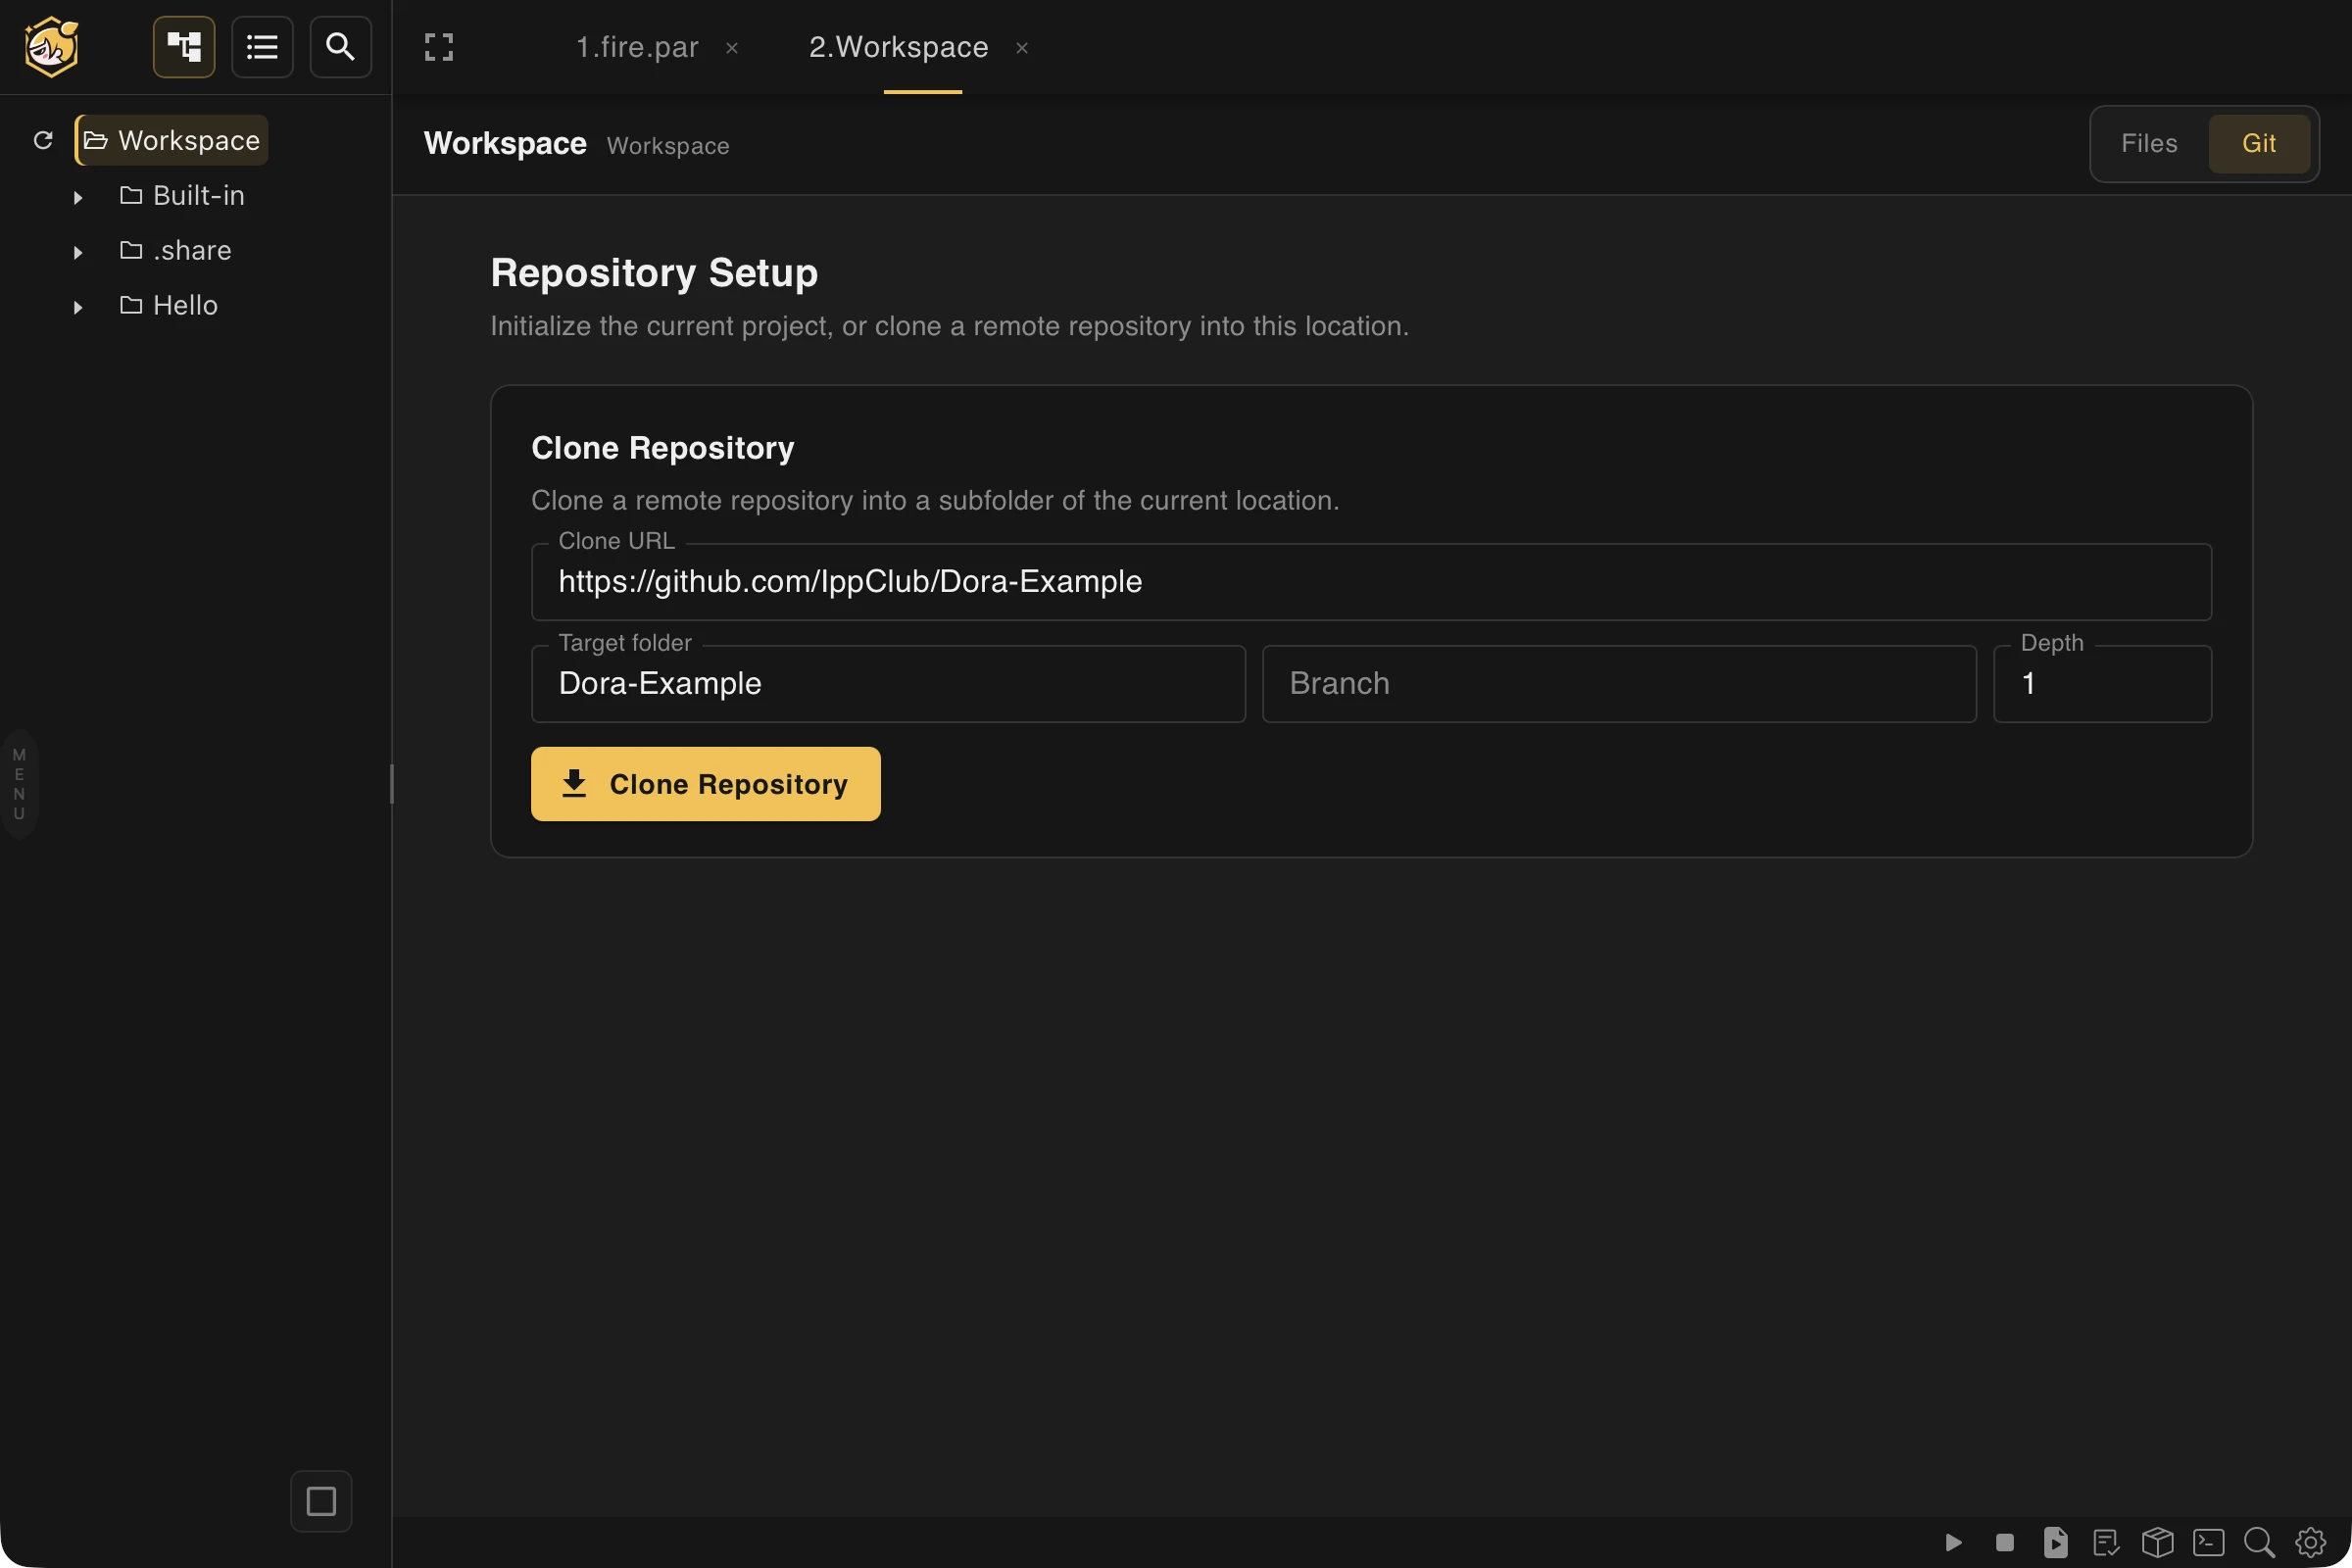 1.fire.par ×
2.Workspace ×
Workspace
Built-in
.share
Hello
MENU
Workspace Workspace
Files
Git
Repository Setup
Initialize the current project, or clone a remote repository into this location.
Clone Repository
Clone a remote repository into a subfolder of the current location.
Clone URL
https://github.com/IppClub/Dora-Example
Target folder
Dora-Example
Branch
Depth
1
Clone Repository